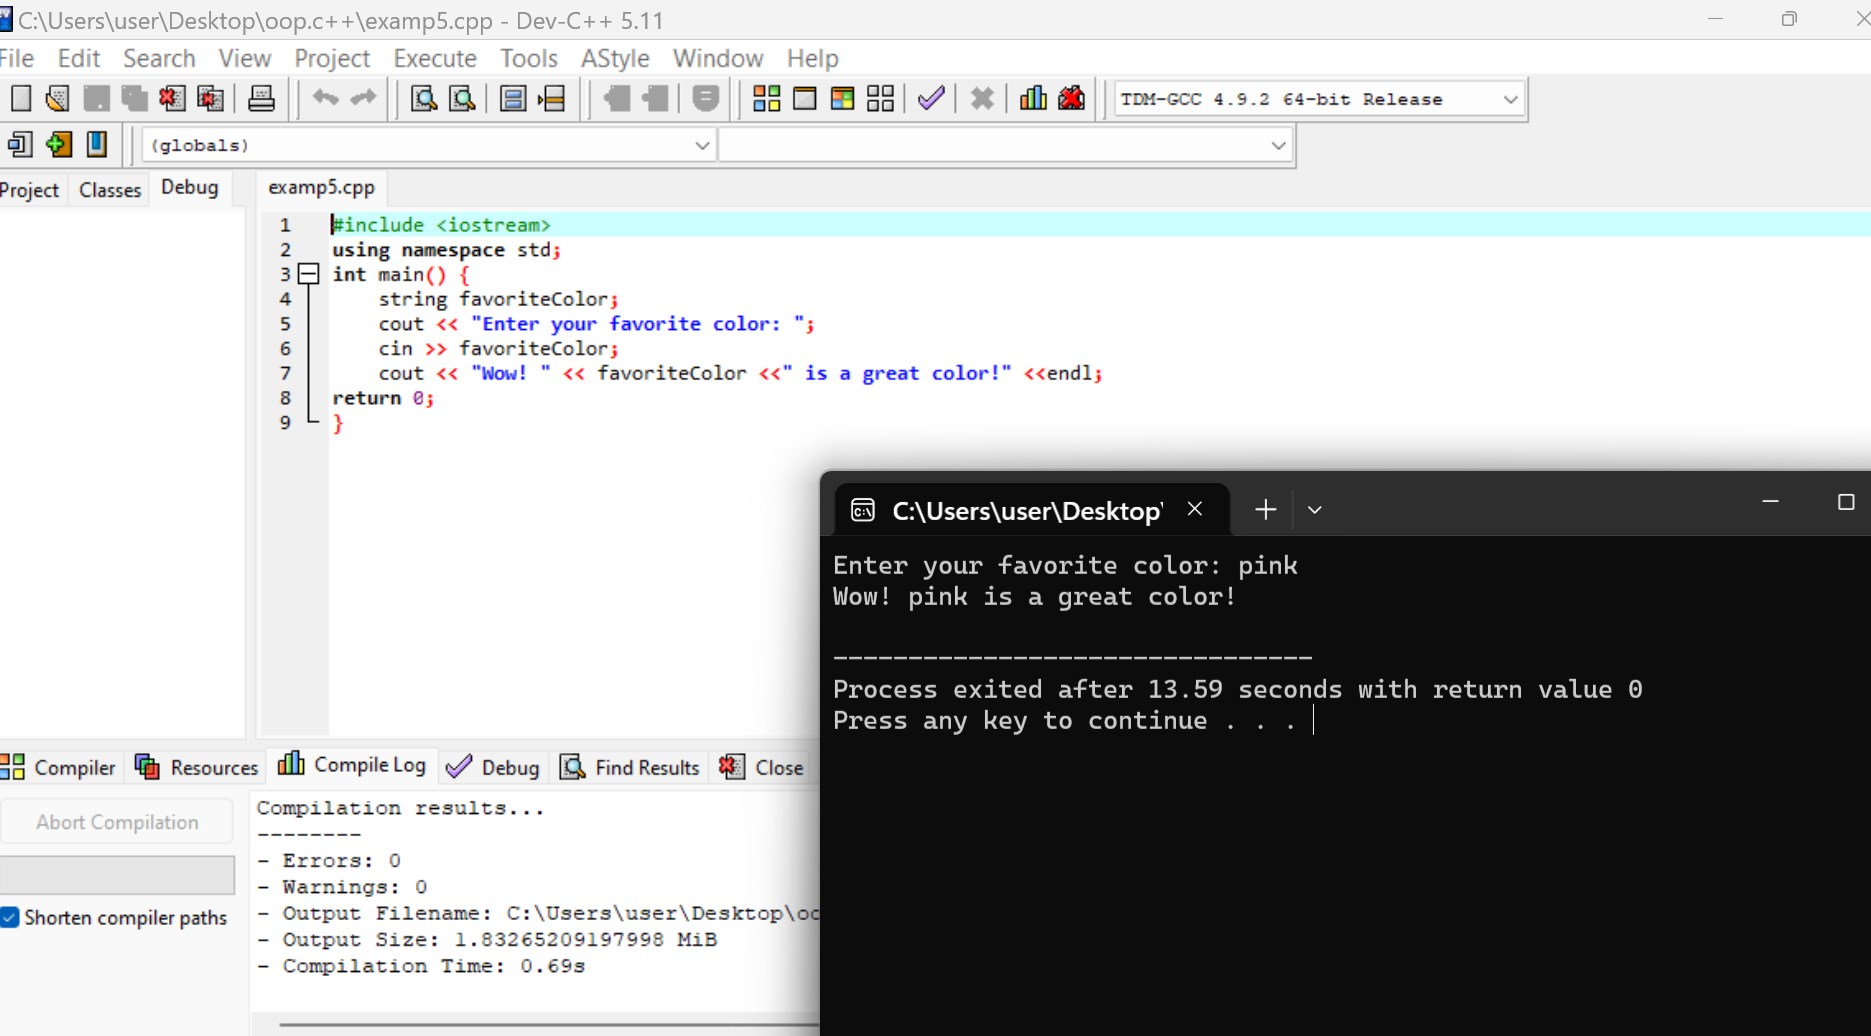 C:\Users\user\Desktop\oop.c++\examp5.cpp - Dev-C++ 5.11
File Edit Search View Project Execute Tools AStyle Window Help
TDM-GCC 4.9.2 64-bit Release
(globals)
Project Classes Debug
examp5.cpp
1 #include <iostream>
2 using namespace std;
3 int main() {
4 string favoriteColor;
5 cout << "Enter your favorite color: ";
6 cin >> favoriteColor;
7 cout << "Wow! " << favoriteColor <<" is a great color!" <<endl;
8 return 0;
9 }
C:\Users\user\Desktop\
Enter your favorite color: pink
Wow! pink is a great color!
--------------------------------
Process exited after 13.59 seconds with return value 0
Press any key to continue . . .
Compiler Resources Compile Log Debug Find Results Close
Abort Compilation
Shorten compiler paths
Compilation results...
--------
- Errors: 0
- Warnings: 0
- Output Filename: C:\Users\user\Desktop\oo
- Output Size: 1.83265209197998 MiB
- Compilation Time: 0.69s